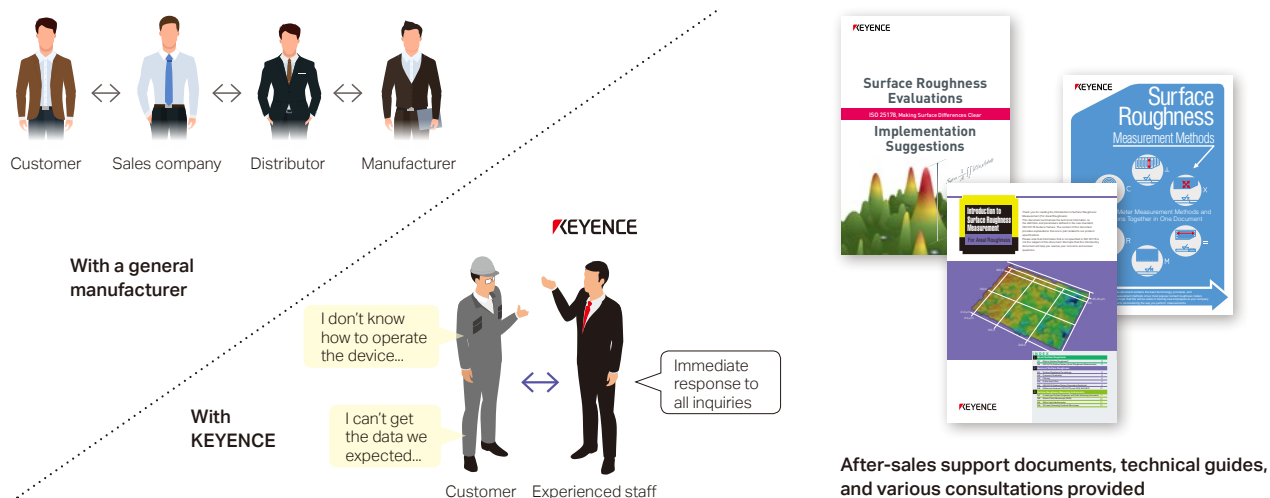 Customer
Sales company
Distributor
Manufacturer
With a general
manufacturer
KEYENCE
I don't know
how to operate
the device...
I can't get
the data we
expected...
Immediate
response to
all inquiries
With
KEYENCE
Customer
Experienced staff
KEYENCE
Surface Roughness
Evaluations
ISO 25178, Making Surface Differences Clear
Implementation
Suggestions
KEYENCE
Surface
Roughness
Measurement Methods
C
X
R
M
=
Introduction to
Surface Roughness
Measurement
For Areal Roughness
INDEX
KEYENCE
After-sales support documents, technical guides,
and various consultations provided